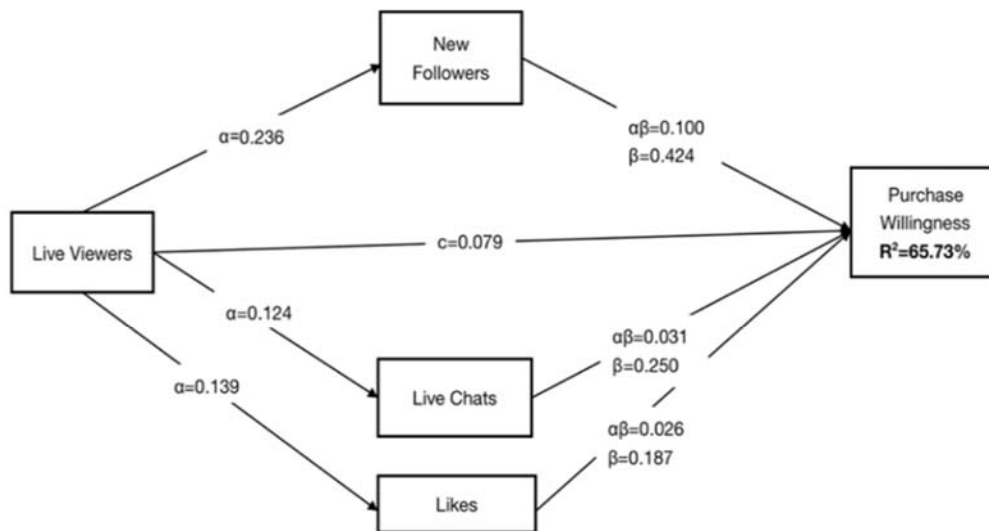 New
Followers
α=0.236
αβ=0.100
β=0.424
Purchase
Willingness
R²=65.73%
Live Viewers
c=0.079
α=0.124
αβ=0.031
β=0.250
α=0.139
Live Chats
αβ=0.026
β=0.187
Likes